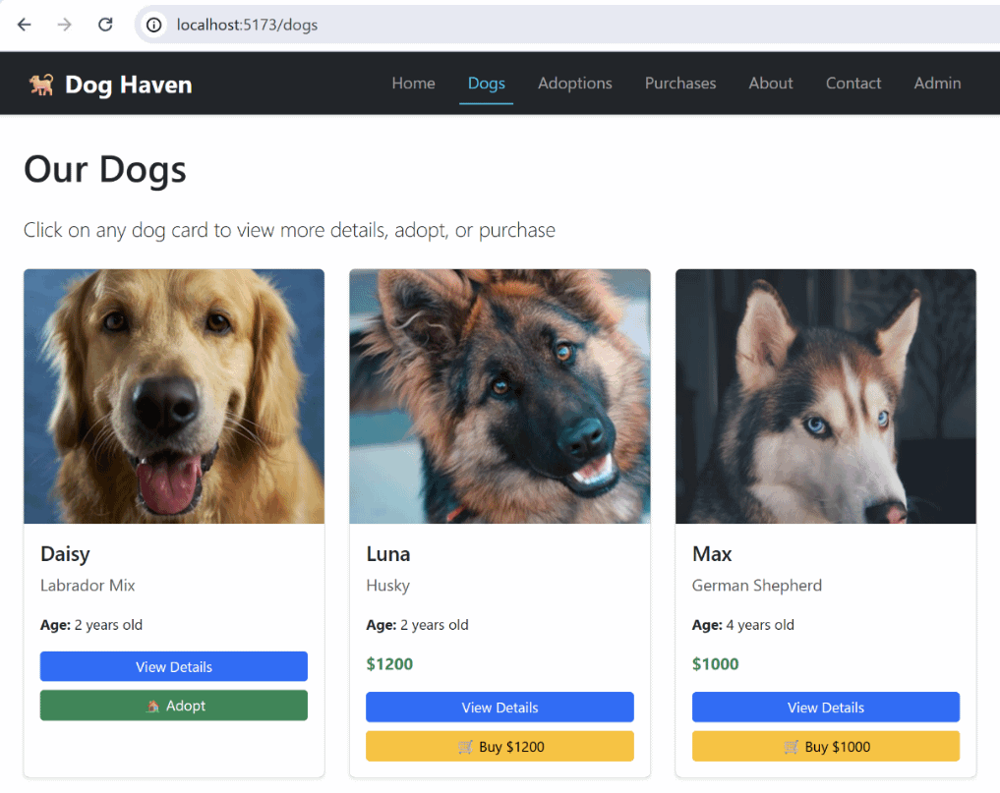 localhost:5173/dogs
Dog Haven
Home Dogs Adoptions Purchases About Contact Admin
Our Dogs
Click on any dog card to view more details, adopt, or purchase
Daisy
Labrador Mix
Age: 2 years old
View Details
Adopt
Luna
Husky
Age: 2 years old
$1200
View Details
Buy $1200
Max
German Shepherd
Age: 4 years old
$1000
View Details
Buy $1000